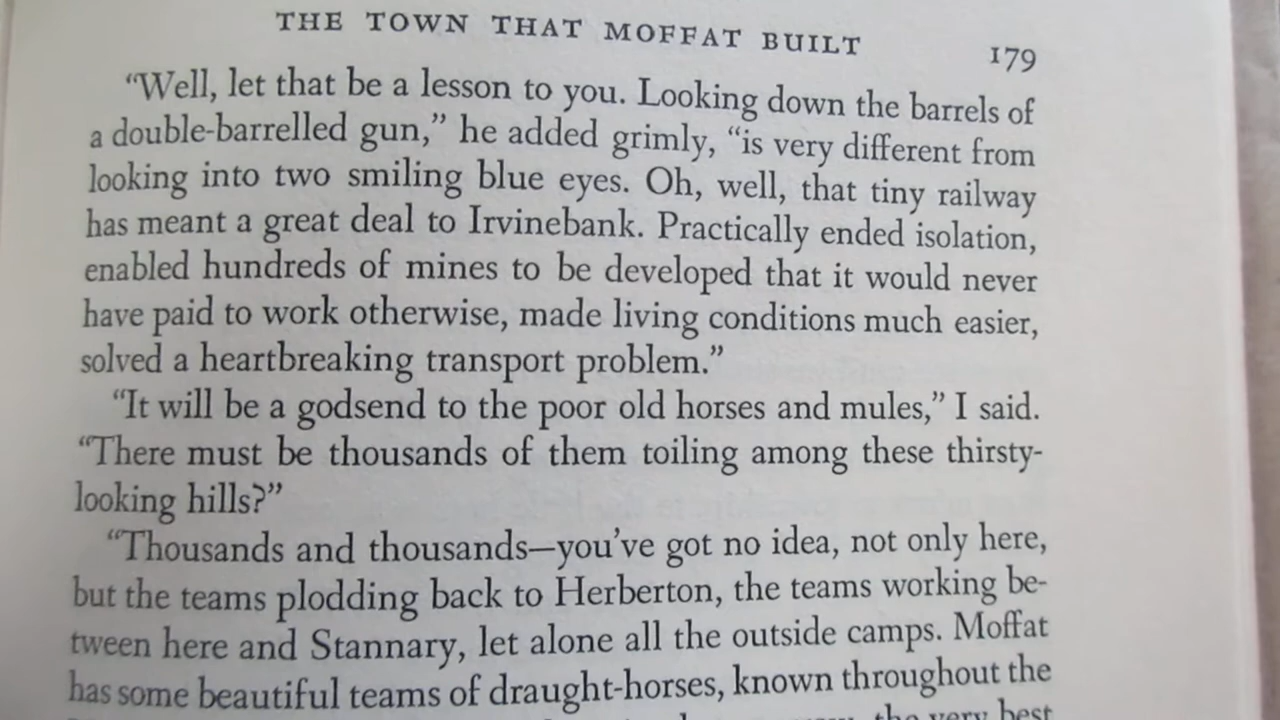 THE TOWN THAT MOFFAT BUILT 179
“Well, let that be a lesson to you. Looking down the barrels of
a double-barrelled gun,” he added grimly, “is very different from
looking into two smiling blue eyes. Oh, well, that tiny railway
has meant a great deal to Irvinebank. Practically ended isolation,
enabled hundreds of mines to be developed that it would never
have paid to work otherwise, made living conditions much easier,
solved a heartbreaking transport problem.”
“It will be a godsend to the poor old horses and mules,” I said.
“There must be thousands of them toiling among these thirsty-
looking hills?”
“Thousands and thousands—you’ve got no idea, not only here,
but the teams plodding back to Herberton, the teams working be-
tween here and Stannary, let alone all the outside camps. Moffat
has some beautiful teams of draught-horses, known throughout the
the very best